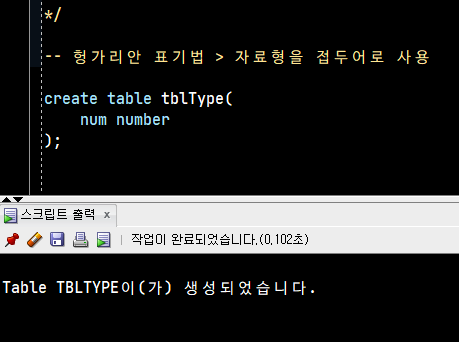 */
-- 헝가리안 표기법 > 자료형을 접두어로 사용
create table tblType(
num number
);
스크립트 출력 x
작업이 완료되었습니다.(0,102초)
Table TBLTYPE이(가) 생성되었습니다.